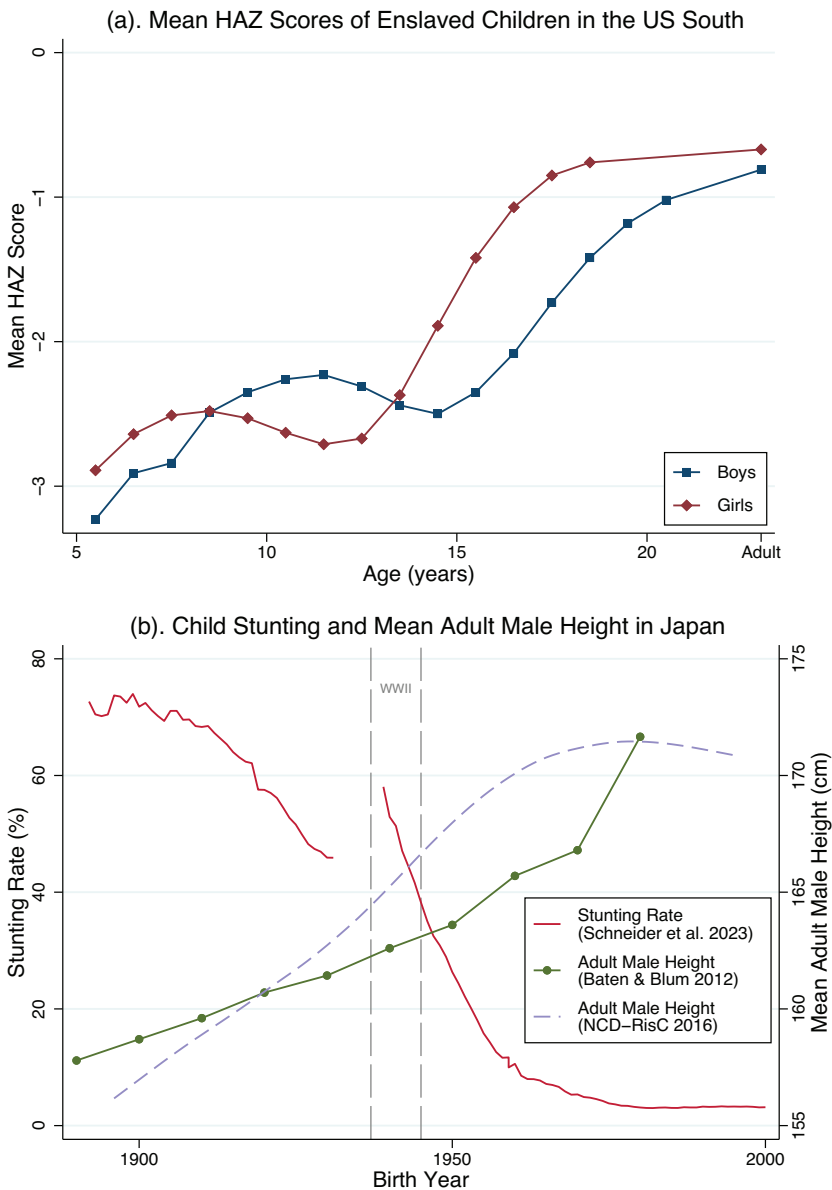 (a). Mean HAZ Scores of Enslaved Children in the US South
Mean HAZ Score
0
-1
-2
-3
5
10
15
20
Adult
Age (years)
Boys
Girls
(b). Child Stunting and Mean Adult Male Height in Japan
Stunting Rate (%)
80
60
40
20
0
WWII
175
170
165
160
155
Mean Adult Male Height (cm)
Stunting Rate
(Schneider et al. 2023)
Adult Male Height
(Baten & Blum 2012)
Adult Male Height
(NCD−RisC 2016)
1900
1950
2000
Birth Year